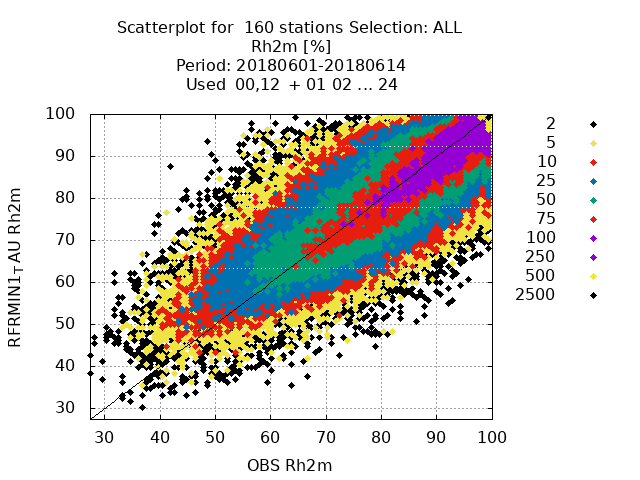 Scatterplot for 160 stations Selection: ALL
Rh2m [%]
Period: 20180601-20180614
Used 00,12 + 01 02 ... 24
RFRMIN1_T AU Rh2m
100
90
80
70
60
50
40
30
30 40 50 60 70 80 90 100
OBS Rh2m
2
5
10
25
50
75
100
250
500
2500